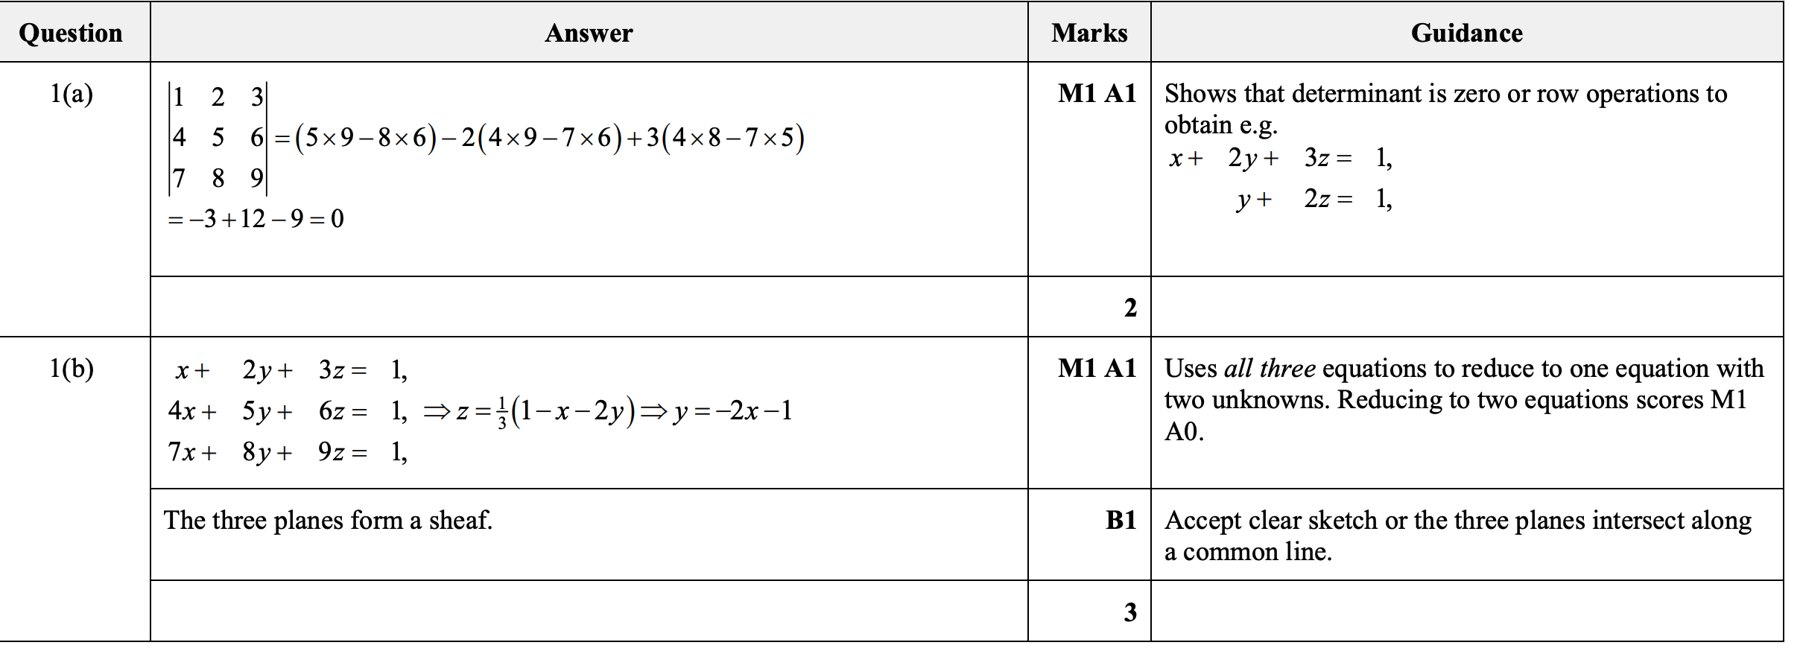 Question Answer Marks Guidance
1(a)
|1 2 3|
|4 5 6| = (5×9−8×6)−2(4×9−7×6)+3(4×8−7×5)
|7 8 9|
= −3+12−9=0
M1 A1
Shows that determinant is zero or row operations to
obtain e.g.
x+ 2y+ 3z= 1,
y+ 2z= 1,
2
1(b)
x+ 2y+ 3z= 1,
4x+ 5y+ 6z= 1, ⇒z=⅓(1−x−2y)⇒y=−2x−1
7x+ 8y+ 9z= 1,
M1 A1
Uses all three equations to reduce to one equation with
two unknowns. Reducing to two equations scores M1
A0.
The three planes form a sheaf.
B1
Accept clear sketch or the three planes intersect along
a common line.
3